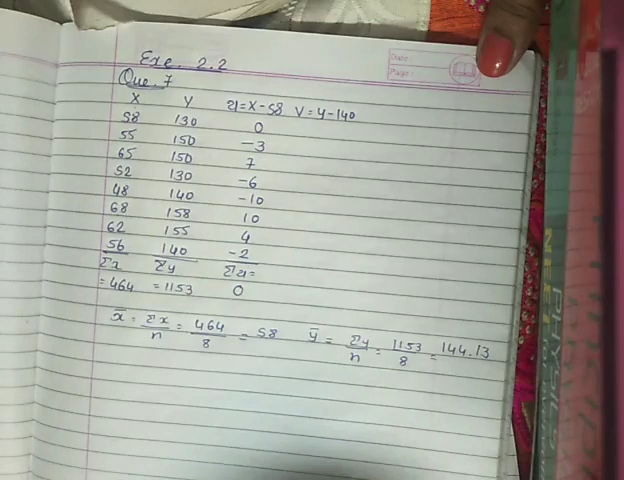 Exe. 2.2
Date :
Page :
Que. 7
X Y u=X-58 V=Y-140
58 130 0
55 150 -3
65 150 7
52 130 -6
48 140 -10
68 158 10
62 155 4
56 140 -2
Σx Σy Σu=
=464 =1153 0
x̄ = Σx/n = 464/8 = 58 ȳ = Σy/n = 1153/8 = 144.13
NEET
PHYSICS